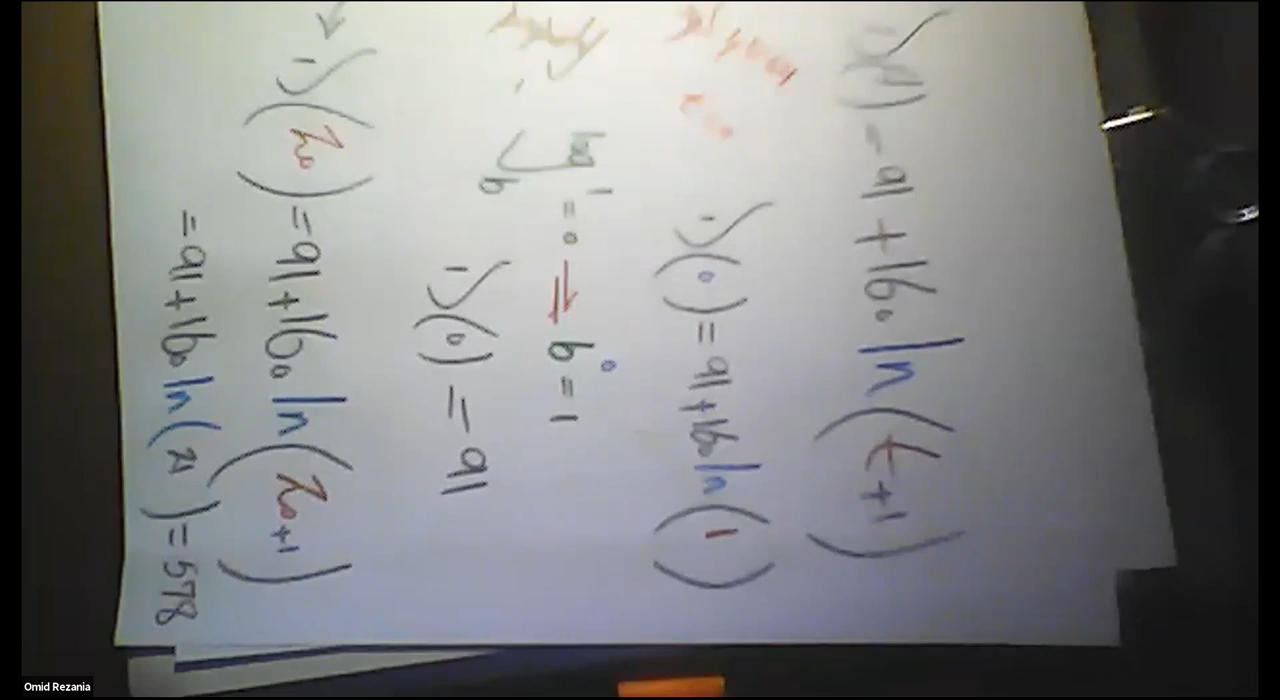 f(t) = 91 + 160 ln(t+1)
f(0) = 91 + 160 ln(1)
log_b 1 = 0 ⇌ b^0 = 1
f(0) = 91
→ f(20) = 91 + 160 ln(20+1)
= 91 + 160 ln(21) = 578
Omid Rezania